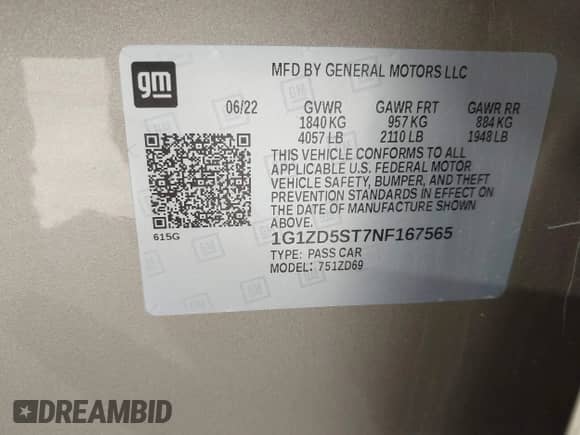 gm
MFD BY GENERAL MOTORS LLC
06/22 GVWR GAWR FRT GAWR RR
1840 KG 957 KG 884 KG
4057 LB 2110 LB 1948 LB
THIS VEHICLE CONFORMS TO ALL
APPLICABLE U.S. FEDERAL MOTOR
VEHICLE SAFETY, BUMPER, AND THEFT
PREVENTION STANDARDS IN EFFECT ON
THE DATE OF MANUFACTURE SHOWN
ABOVE.
615G
1G1ZD5ST7NF167565
TYPE: PASS CAR
MODEL: 751ZD69
DREAMBID